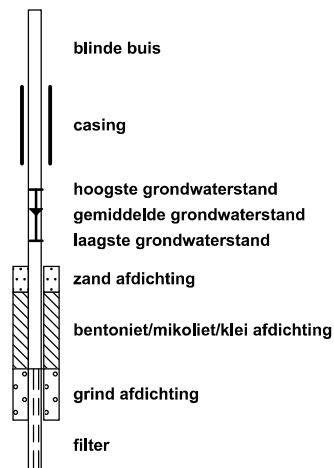 blinde buis
casing
hoogste grondwaterstand
gemiddelde grondwaterstand
laagste grondwaterstand
zand afdichting
bentoniet/mikoliet/klei afdichting
grind afdichting
filter